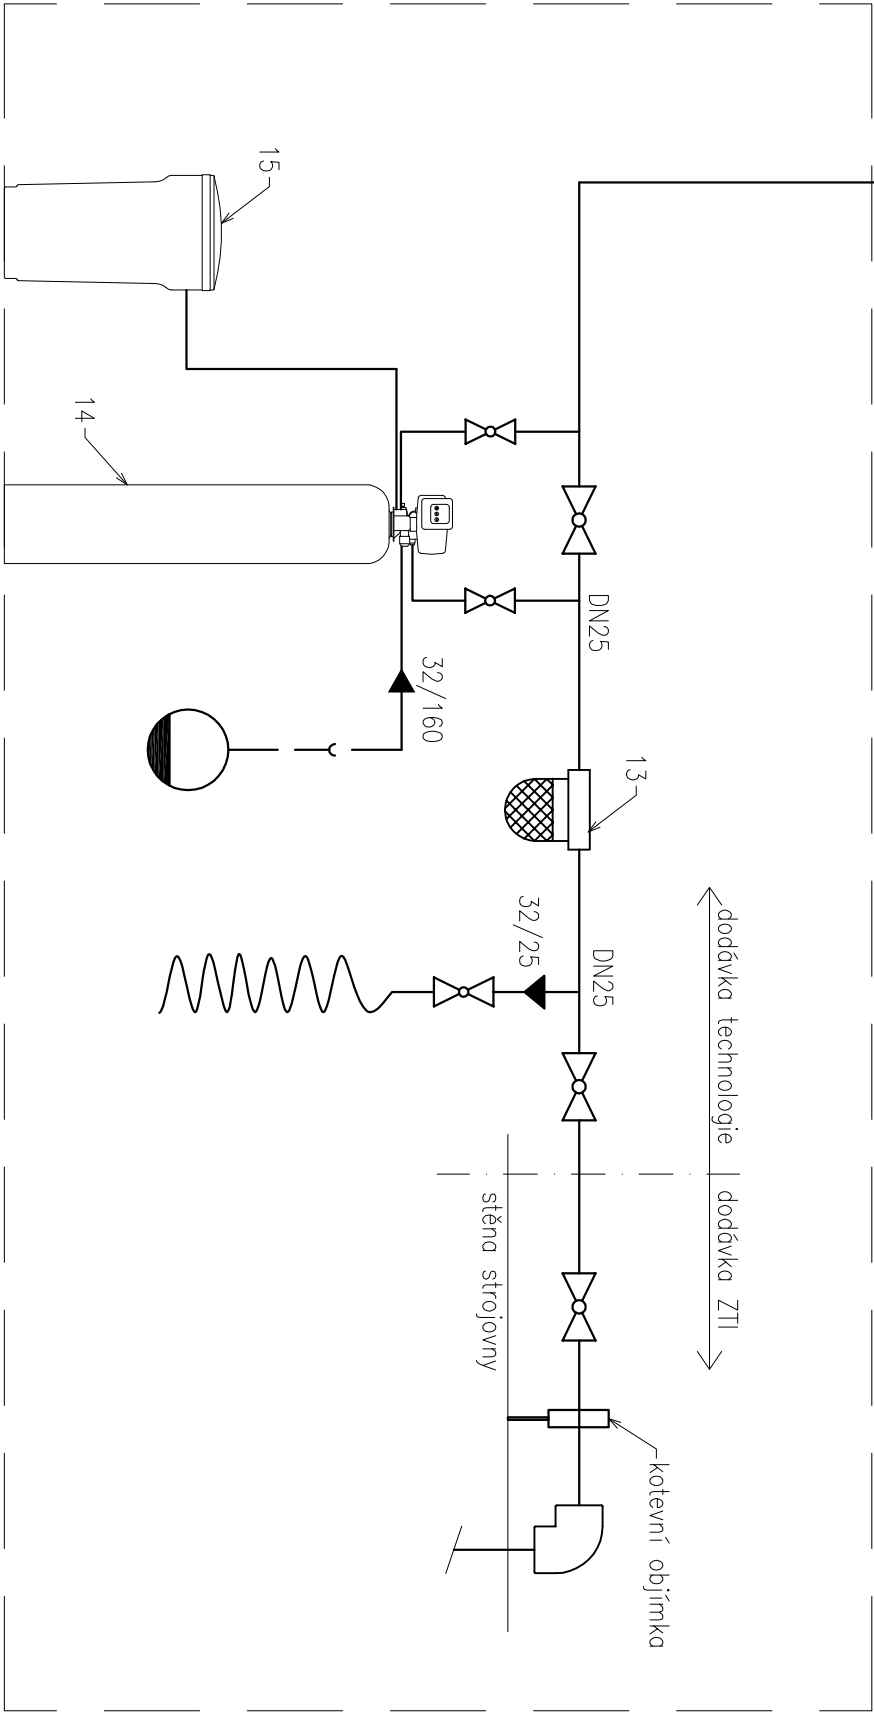 15
14
DN25
32/160
13
32/25
DN25
dodávka technologie
dodávka ZTI
stěna strojovny
kotevní objímka